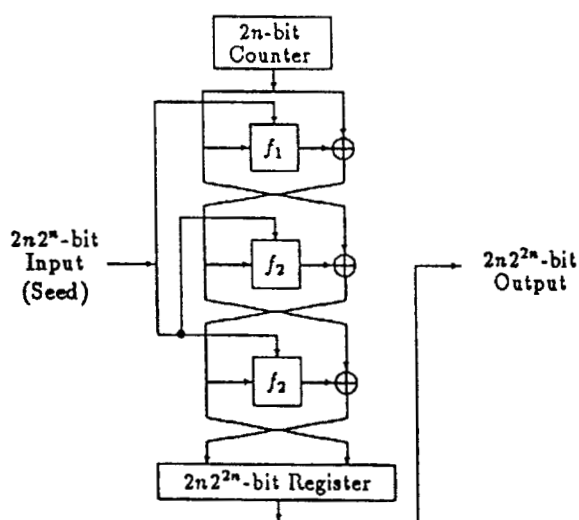 2n-bit
Counter
f₁
2n2ⁿ-bit
Input
(Seed)
f₂
2n2²ⁿ-bit
Output
f₂
2n2²ⁿ-bit Register